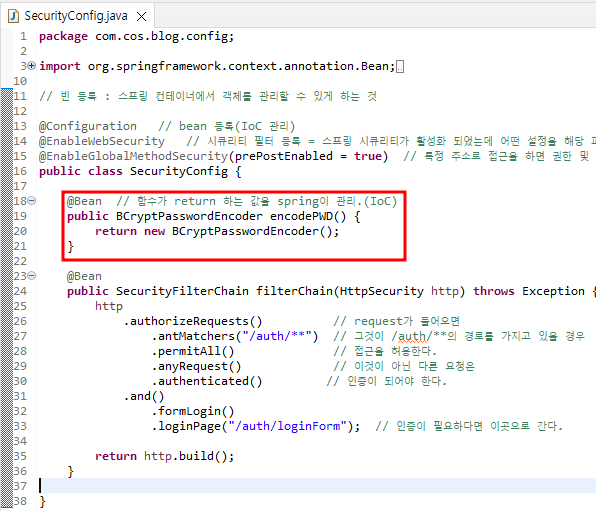 SecurityConfig.java
1 package com.cos.blog.config;
2
3 import org.springframework.context.annotation.Bean;
10
11 // 빈 등록 : 스프링 컨테이너에서 객체를 관리할 수 있게 하는 것
12
13 @Configuration // bean 등록(IoC 관리)
14 @EnableWebSecurity // 시큐리티 필터 등록 = 스프링 시큐리티가 활성화 되었는데 어떤 설정을 해당
15 @EnableGlobalMethodSecurity(prePostEnabled = true) // 특정 주소로 접근을 하면 권한 및
16 public class SecurityConfig {
17
18 @Bean // 함수가 return 하는 값을 spring이 관리.(IoC)
19 public BCryptPasswordEncoder encodePWD() {
20 return new BCryptPasswordEncoder();
21 }
22
23 @Bean
24 public SecurityFilterChain filterChain(HttpSecurity http) throws Exception {
25 http
26 .authorizeRequests() // request가 들어오면
27 .antMatchers("/auth/**") // 그것이 /auth/**의 경로를 가지고 있을 경우
28 .permitAll() // 접근을 허용한다.
29 .anyRequest() // 이것이 아닌 다른 요청은
30 .authenticated() // 인증이 되어야 한다.
31 .and()
32 .formLogin()
33 .loginPage("/auth/loginForm"); // 인증이 필요하다면 이곳으로 간다.
34
35 return http.build();
36 }
37
38 }